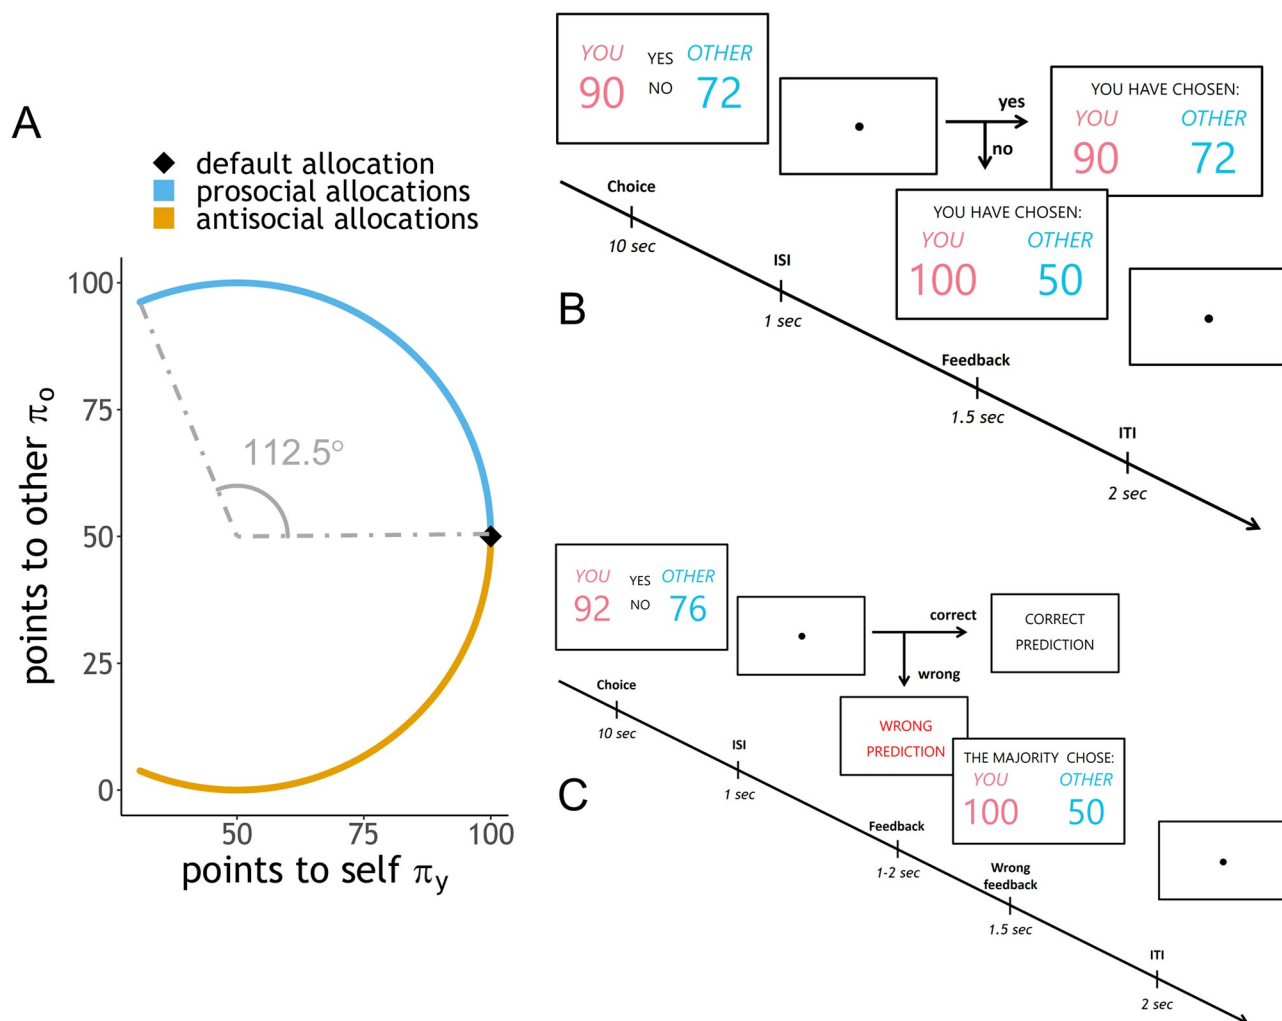 A
default allocation
prosocial allocations
antisocial allocations
100
75
50
25
0
112.5°
50 75 100
points to other πo
points to self πy
B
YOU YES OTHER
90 NO 72
yes
no
YOU HAVE CHOSEN:
YOU OTHER
90 72
YOU HAVE CHOSEN:
YOU OTHER
100 50
Choice
10 sec
ISI
1 sec
Feedback
1.5 sec
ITI
2 sec
C
YOU YES OTHER
92 NO 76
correct
wrong
CORRECT
PREDICTION
WRONG
PREDICTION
THE MAJORITY CHOSE:
YOU OTHER
100 50
Choice
10 sec
ISI
1 sec
Feedback
1-2 sec
Wrong
feedback
1.5 sec
ITI
2 sec